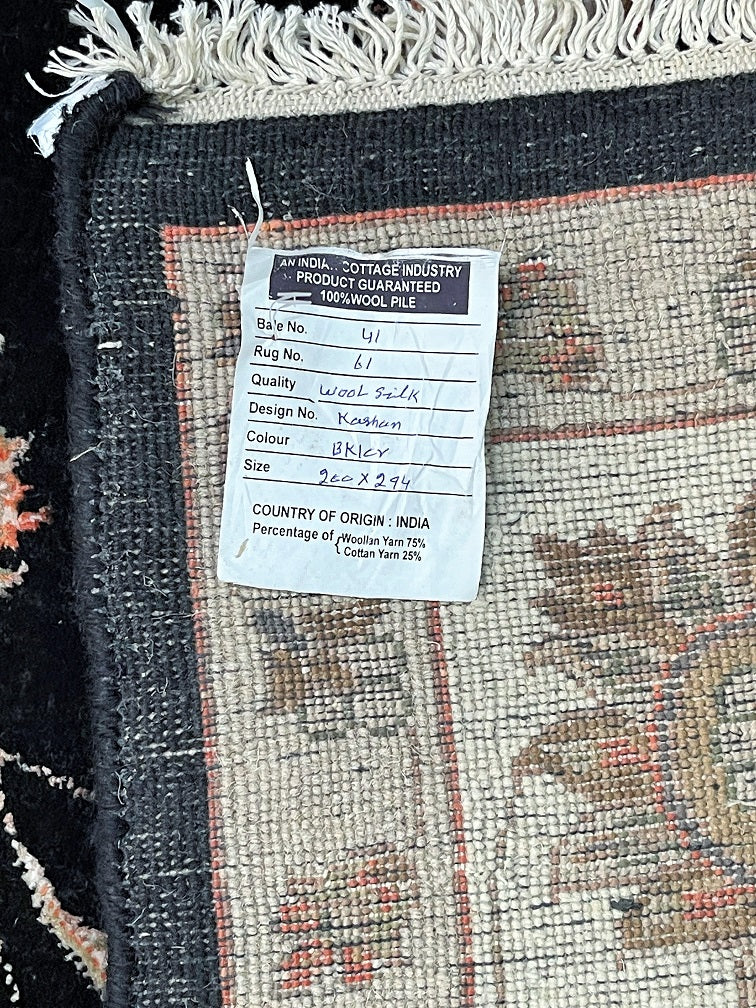 AN INDIA.. COTTAGE INDUSTRY
PRODUCT GUARANTEED
100%WOOL PILE
Bale No. 41
Rug No. 61
Quality Wool Silk
Design No. Kashan
Colour BK/cr
Size 200 X 294
COUNTRY OF ORIGIN : INDIA
Percentage of { Woollan Yarn 75%
Cottan Yarn 25%